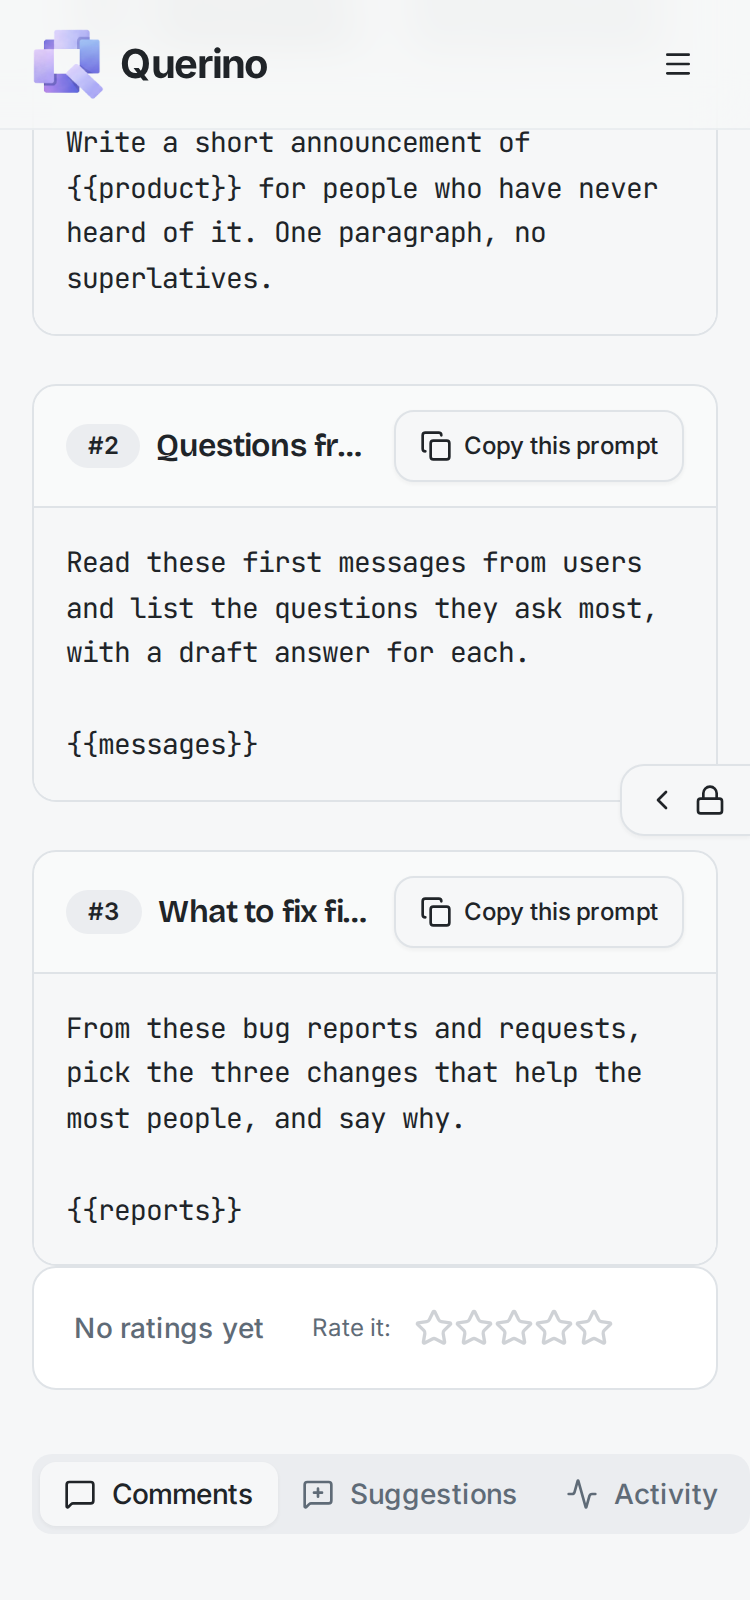 Querino
Write a short announcement of
{{product}} for people who have never
heard of it. One paragraph, no
superlatives.
#2 Questions fr... Copy this prompt
Read these first messages from users
and list the questions they ask most,
with a draft answer for each.
{{messages}}
#3 What to fix fi... Copy this prompt
From these bug reports and requests,
pick the three changes that help the
most people, and say why.
{{reports}}
No ratings yet Rate it:
Comments Suggestions Activity